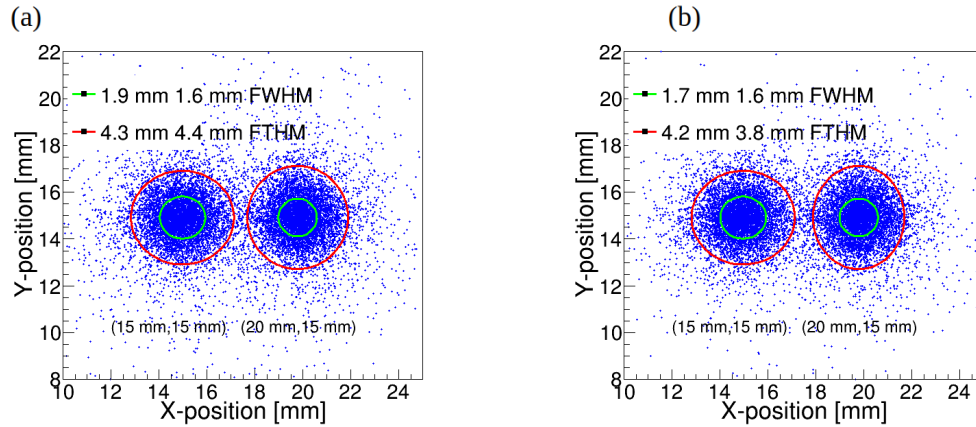 (a)
22
20
18
16
14
12
10
8
Y-position [mm]
1.9 mm 1.6 mm FWHM
4.3 mm 4.4 mm FTHM
(15 mm,15 mm) (20 mm,15 mm)
10 12 14 16 18 20 22 24
X-position [mm]
(b)
22
20
18
16
14
12
10
8
Y-position [mm]
1.7 mm 1.6 mm FWHM
4.2 mm 3.8 mm FTHM
(15 mm,15 mm) (20 mm,15 mm)
10 12 14 16 18 20 22 24
X-position [mm]